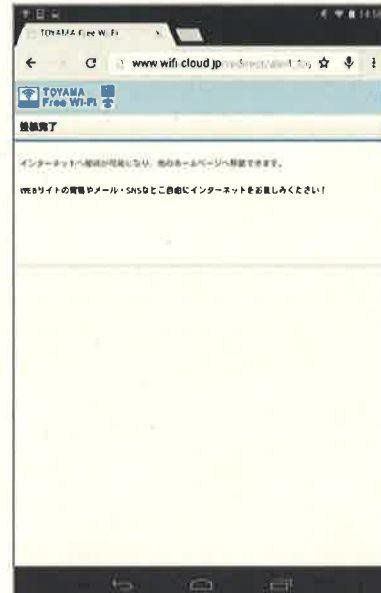 14:50
TOYAMA Free Wi-Fi
www.wifi-cloud.jp
TOYAMA
Free Wi-Fi
接続完了
インターネットへ接続が可能になり、他のホームページへ移動できます。
WEBサイトの閲覧やメール・SNSなどご自由にインターネットをお楽しみください！